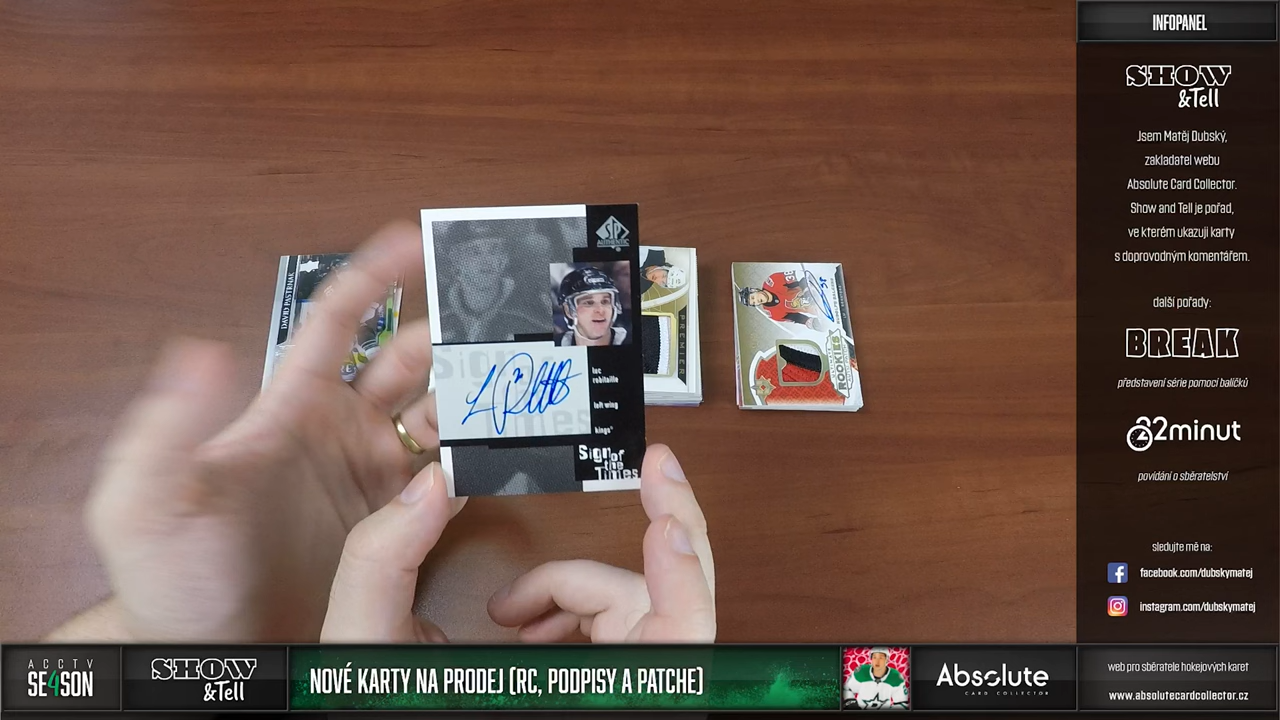 INFOPANEL
SHOW
&Tell
Jsem Matěj Dubský,
zakladatel webu
Absolute Card Collector.
Show and Tell je pořad,
ve kterém ukazuji karty
s doprovodným komentářem.
další pořady:
BREAK
představení série pomocí balíčků
22minut
povídání o sběratelství
sledujte mě na:
facebook.com/dubskymatej
instagram.com/dubskymatej
DAVID PASTRNAK
SP
AUTHENTIC
luc
robitaille
left wing
kings
Sign of
the
Times
PREMIER
ROOKIES
ACCTV
SE4SON
SHOW
&Tell
NOVÉ KARTY NA PRODEJ (RC, PODPISY A PATCHE)
Absolute
CARD COLLECTOR
web pro sběratele hokejových karet
www.absolutecardcollector.cz